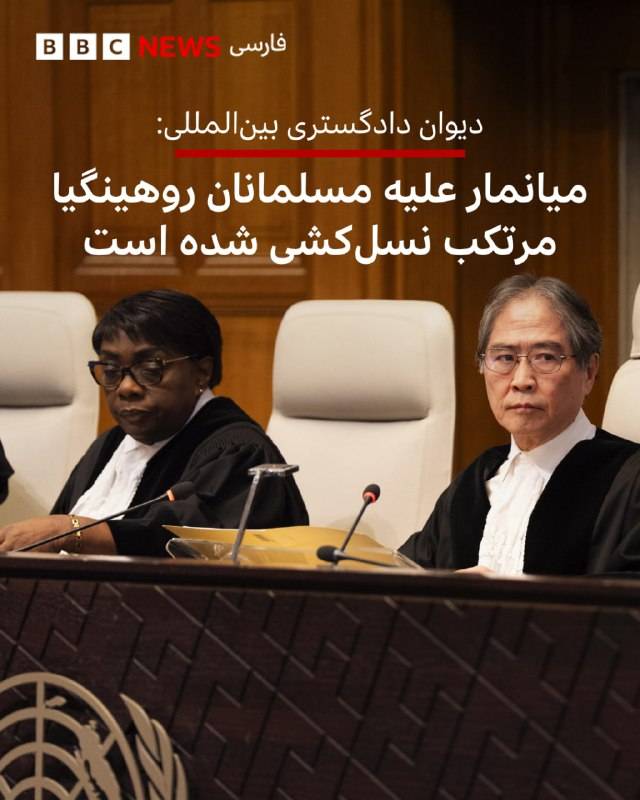 BBC NEWS فارسی
دیوان دادگستری بین‌المللی:
میانمار علیه مسلمانان روهینگیا
مرتکب نسل‌کشی شده است